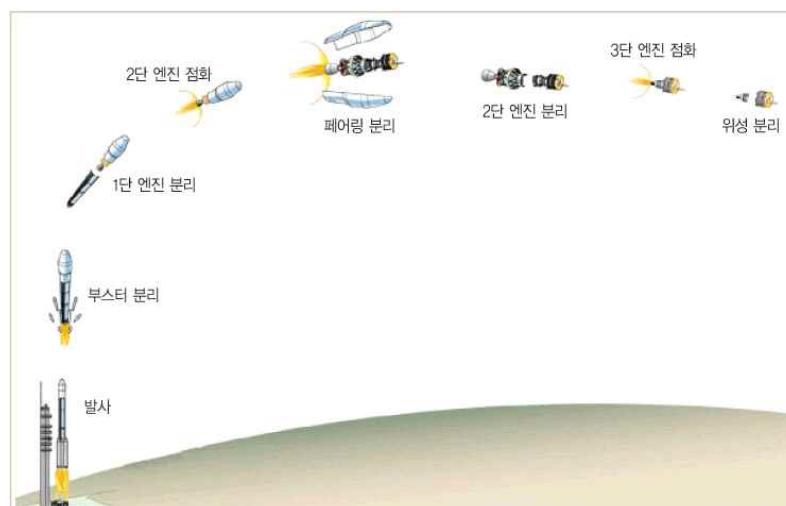 발사
부스터 분리
1단 엔진 분리
2단 엔진 점화
페어링 분리
2단 엔진 분리
3단 엔진 점화
위성 분리